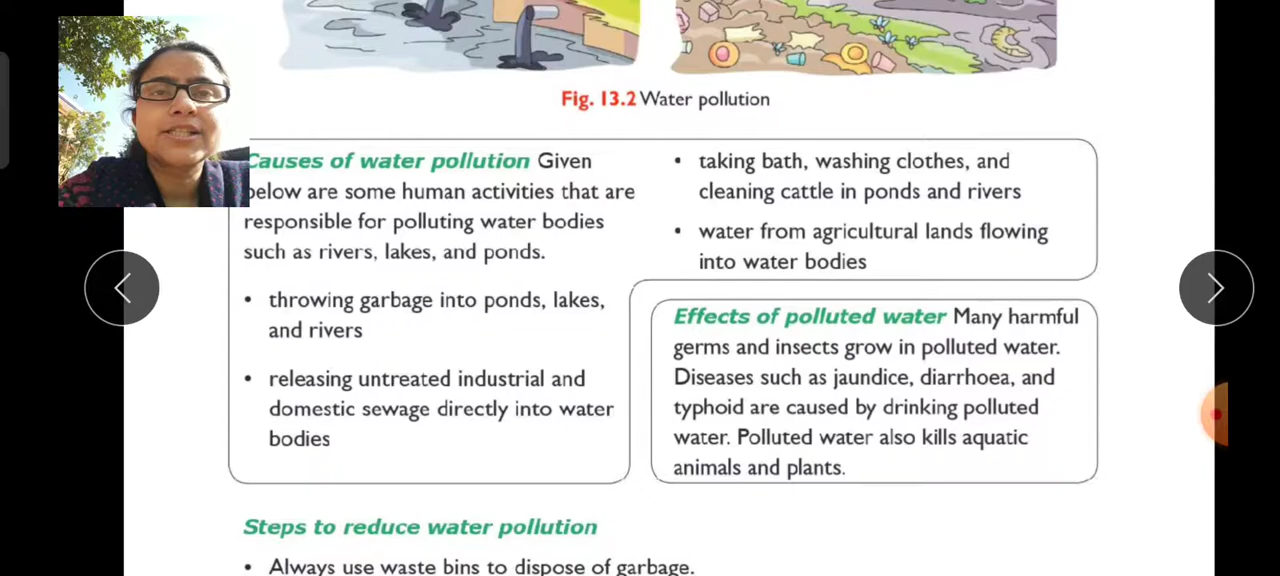 Fig. 13.2 Water pollution
Causes of water pollution Given
below are some human activities that are
responsible for polluting water bodies
such as rivers, lakes, and ponds.
• throwing garbage into ponds, lakes,
and rivers
• releasing untreated industrial and
domestic sewage directly into water
bodies
• taking bath, washing clothes, and
cleaning cattle in ponds and rivers
• water from agricultural lands flowing
into water bodies
Effects of polluted water Many harmful
germs and insects grow in polluted water.
Diseases such as jaundice, diarrhoea, and
typhoid are caused by drinking polluted
water. Polluted water also kills aquatic
animals and plants.
Steps to reduce water pollution
• Always use waste bins to dispose of garbage.